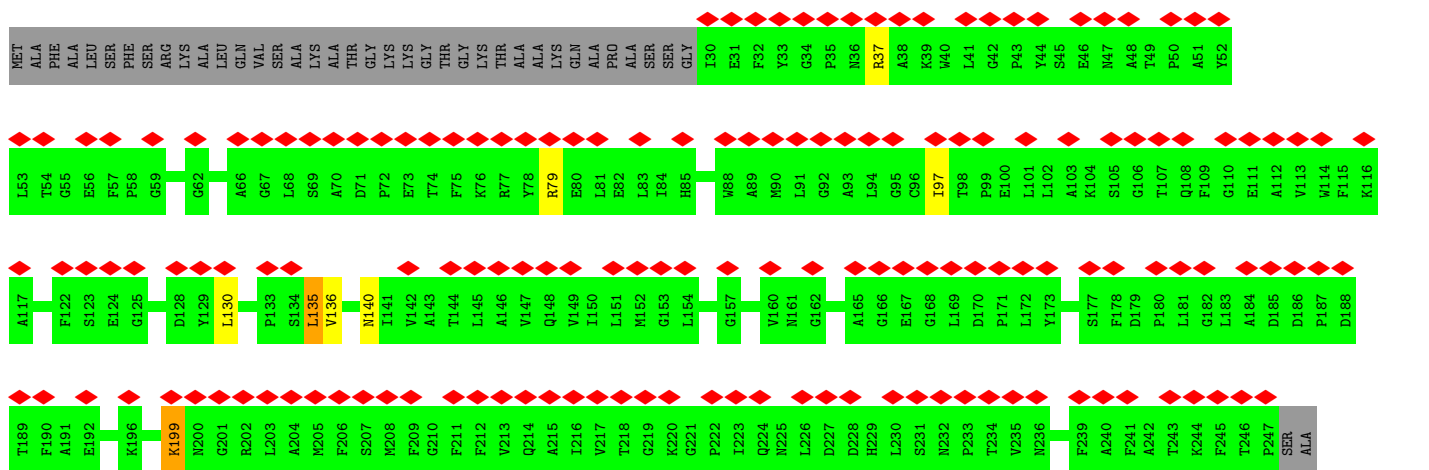 MET ALA PHE ALA LEU SER PHE SER ARG LYS ALA LEU GLN VAL SER ALA LYS ALA THR GLY LYS LYS GLY THR GLY LYS THR ALA ALA LYS GLN ALA PRO ALA SER SER GLY I30 E31 F32 Y33 G34 P35 N36 R37 A38 K39 W40 L41 G42 P43 Y44 S45 E46 N47 A48 T49 P50 A51 Y52
L53 T54 G55 E56 F57 P58 G59 G62 A66 G67 L68 S69 A70 D71 P72 E73 T74 F75 K76 R77 Y78 R79 E80 L81 E82 L83 I84 H85 W88 A89 M90 L91 G92 A93 L94 G95 C96 I97 T98 P99 E100 L101 L102 A103 K104 S105 G106 T107 Q108 F109 G110 E111 A112 V113 W114 F115 K116
A117 F122 S123 E124 G125 D128 Y129 L130 P133 S134 L135 V136 N140 I141 V142 A143 T144 L145 A146 V147 Q148 V149 I150 L151 M152 G153 L154 G157 V160 N161 G162 A165 G166 E167 G168 L169 D170 P171 L172 Y173 S177 F178 D179 P180 L181 G182 L183 A184 D185 D186 P187 D188
T189 F190 A191 E192 K196 K199 N200 G201 R202 L203 A204 M205 F206 S207 M208 F209 G210 F211 F212 V213 Q214 A215 I216 V217 T218 G219 K220 G221 P222 I223 Q224 N225 L226 D227 D228 H229 L230 S231 N232 P233 T234 V235 N236 F239 A240 F241 A242 T243 K244 F245 T246 P247 SER ALA